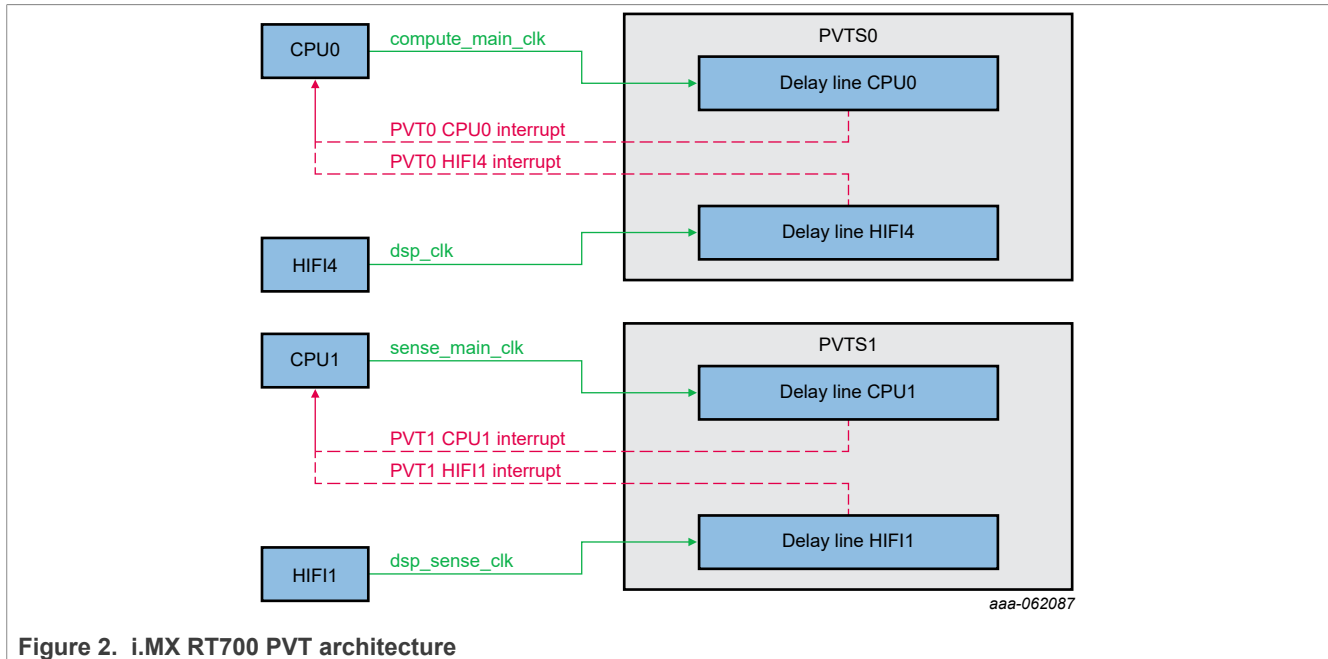 CPU0
compute_main_clk
PVTS0
Delay line CPU0
PVT0 CPU0 interrupt
PVT0 HIFI4 interrupt
Delay line HIFI4
HIFI4
dsp_clk
CPU1
sense_main_clk
PVTS1
Delay line CPU1
PVT1 CPU1 interrupt
PVT1 HIFI1 interrupt
Delay line HIFI1
HIFI1
dsp_sense_clk
aaa-062087
Figure 2. i.MX RT700 PVT architecture